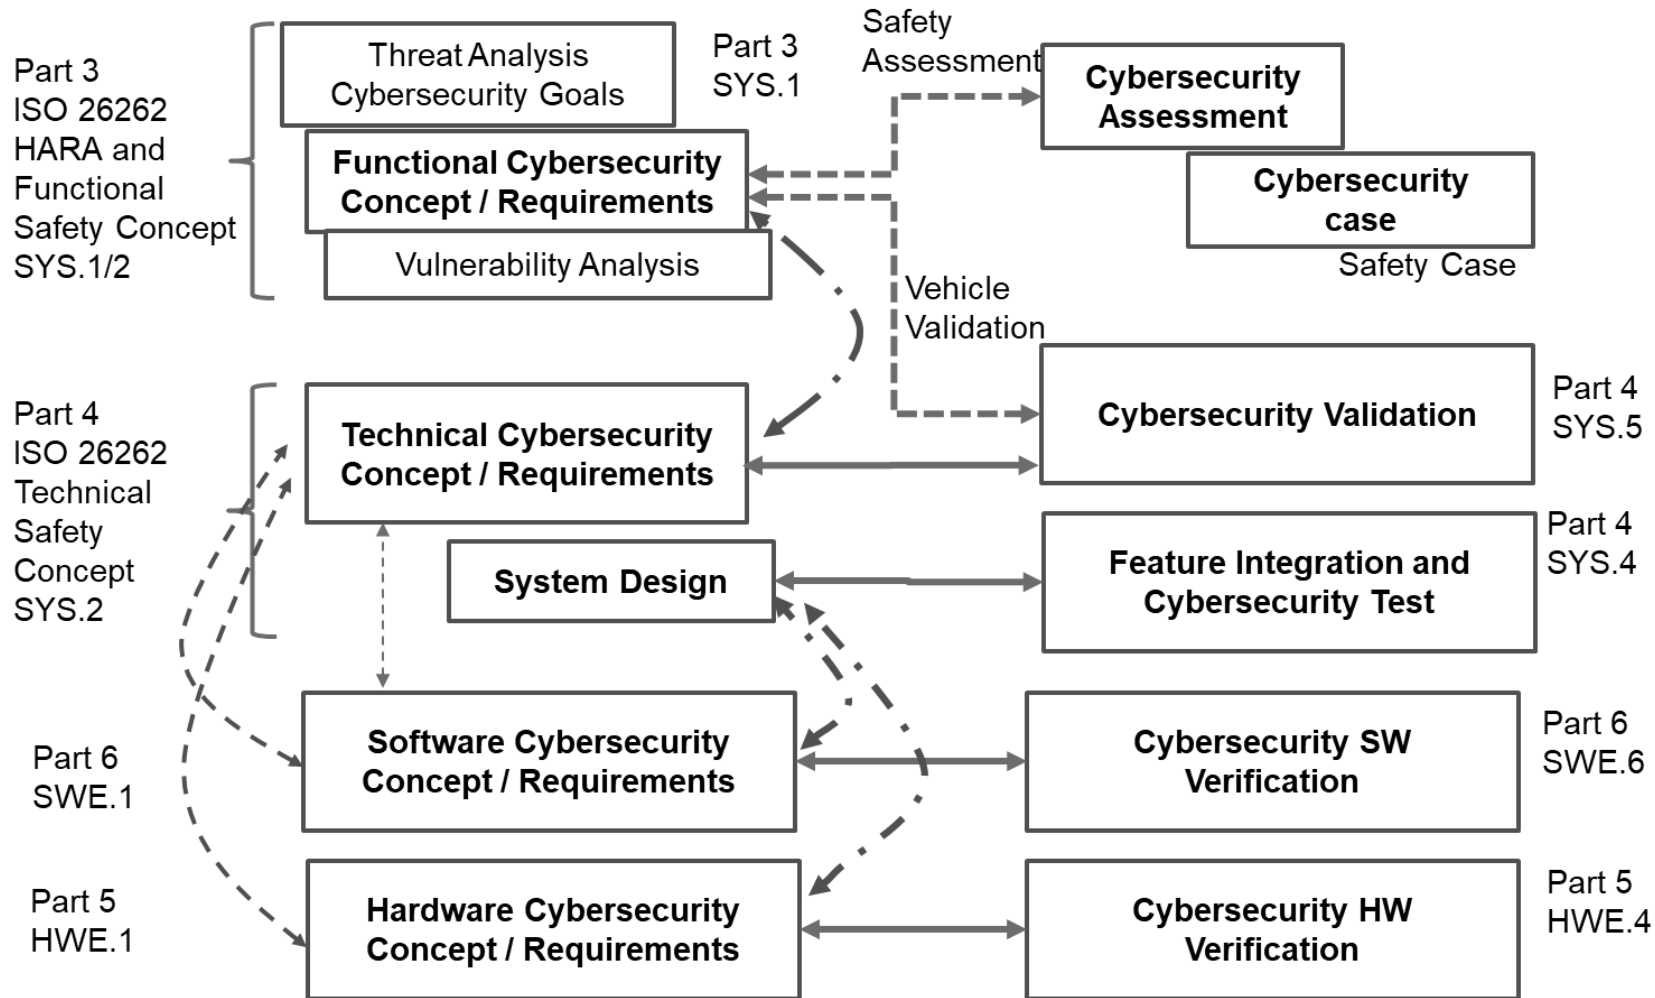 Part 3
ISO 26262
HARA and
Functional
Safety Concept
SYS.1/2
Threat Analysis
Cybersecurity Goals
Part 3
SYS.1
Functional Cybersecurity
Concept / Requirements
Vulnerability Analysis
Safety
Assessment
Cybersecurity
Assessment
Cybersecurity
case
Safety Case
Vehicle
Validation
Part 4
ISO 26262
Technical
Safety
Concept
SYS.2
Technical Cybersecurity
Concept / Requirements
Cybersecurity Validation
Part 4
SYS.5
System Design
Feature Integration and
Cybersecurity Test
Part 4
SYS.4
Part 6
SWE.1
Software Cybersecurity
Concept / Requirements
Cybersecurity SW
Verification
Part 6
SWE.6
Part 5
HWE.1
Hardware Cybersecurity
Concept / Requirements
Cybersecurity HW
Verification
Part 5
HWE.4